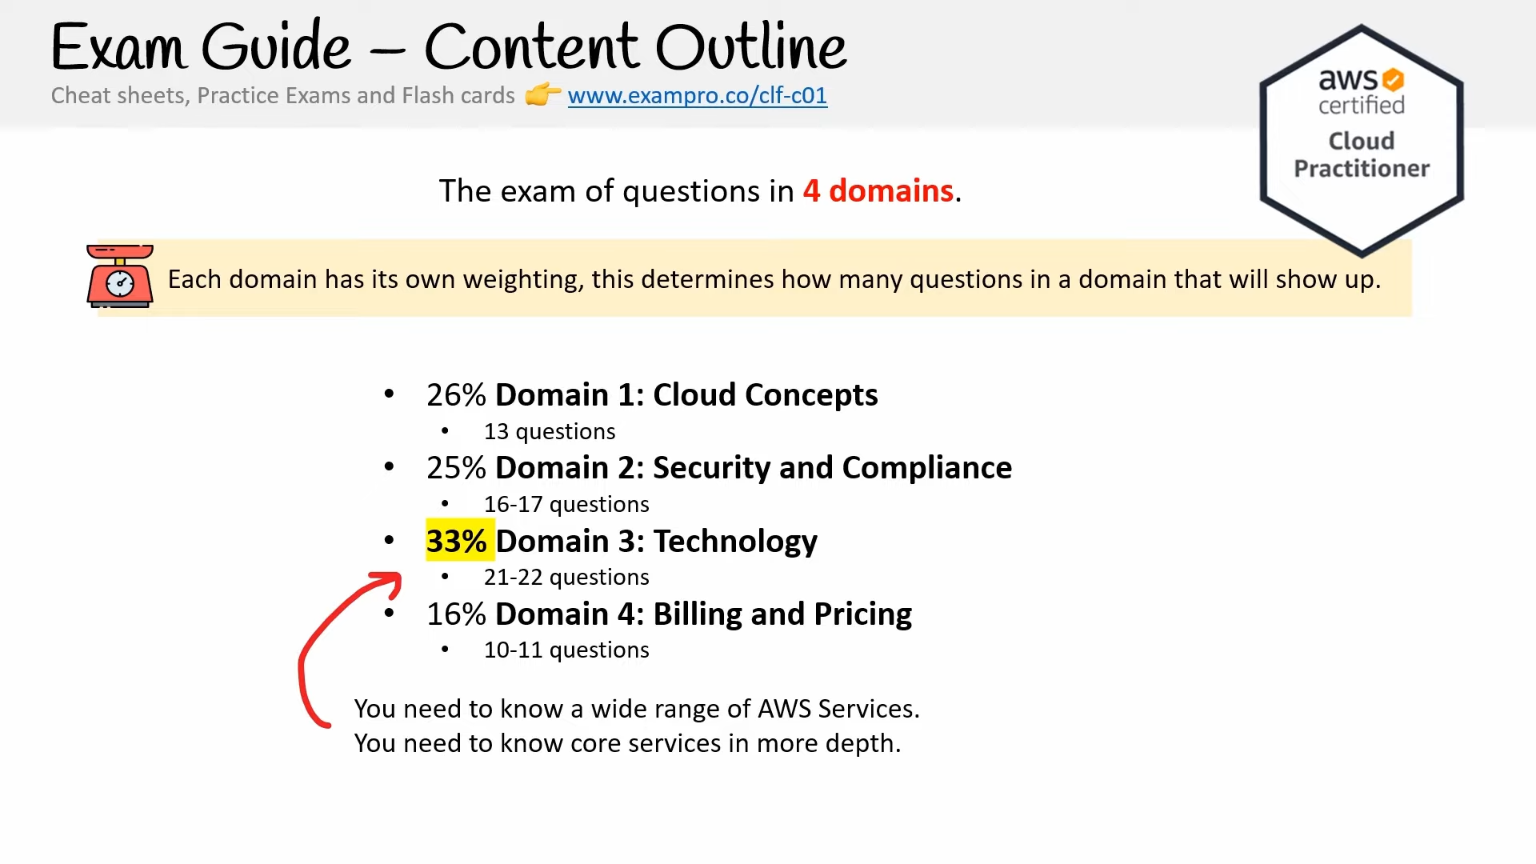 Exam Guide – Content Outline
Cheat sheets, Practice Exams and Flash cards 👉 www.exampro.co/clf-c01
aws
certified
Cloud
Practitioner
The exam of questions in 4 domains.
Each domain has its own weighting, this determines how many questions in a domain that will show up.
• 26% Domain 1: Cloud Concepts
• 13 questions
• 25% Domain 2: Security and Compliance
• 16-17 questions
• 33% Domain 3: Technology
• 21-22 questions
• 16% Domain 4: Billing and Pricing
• 10-11 questions
You need to know a wide range of AWS Services.
You need to know core services in more depth.